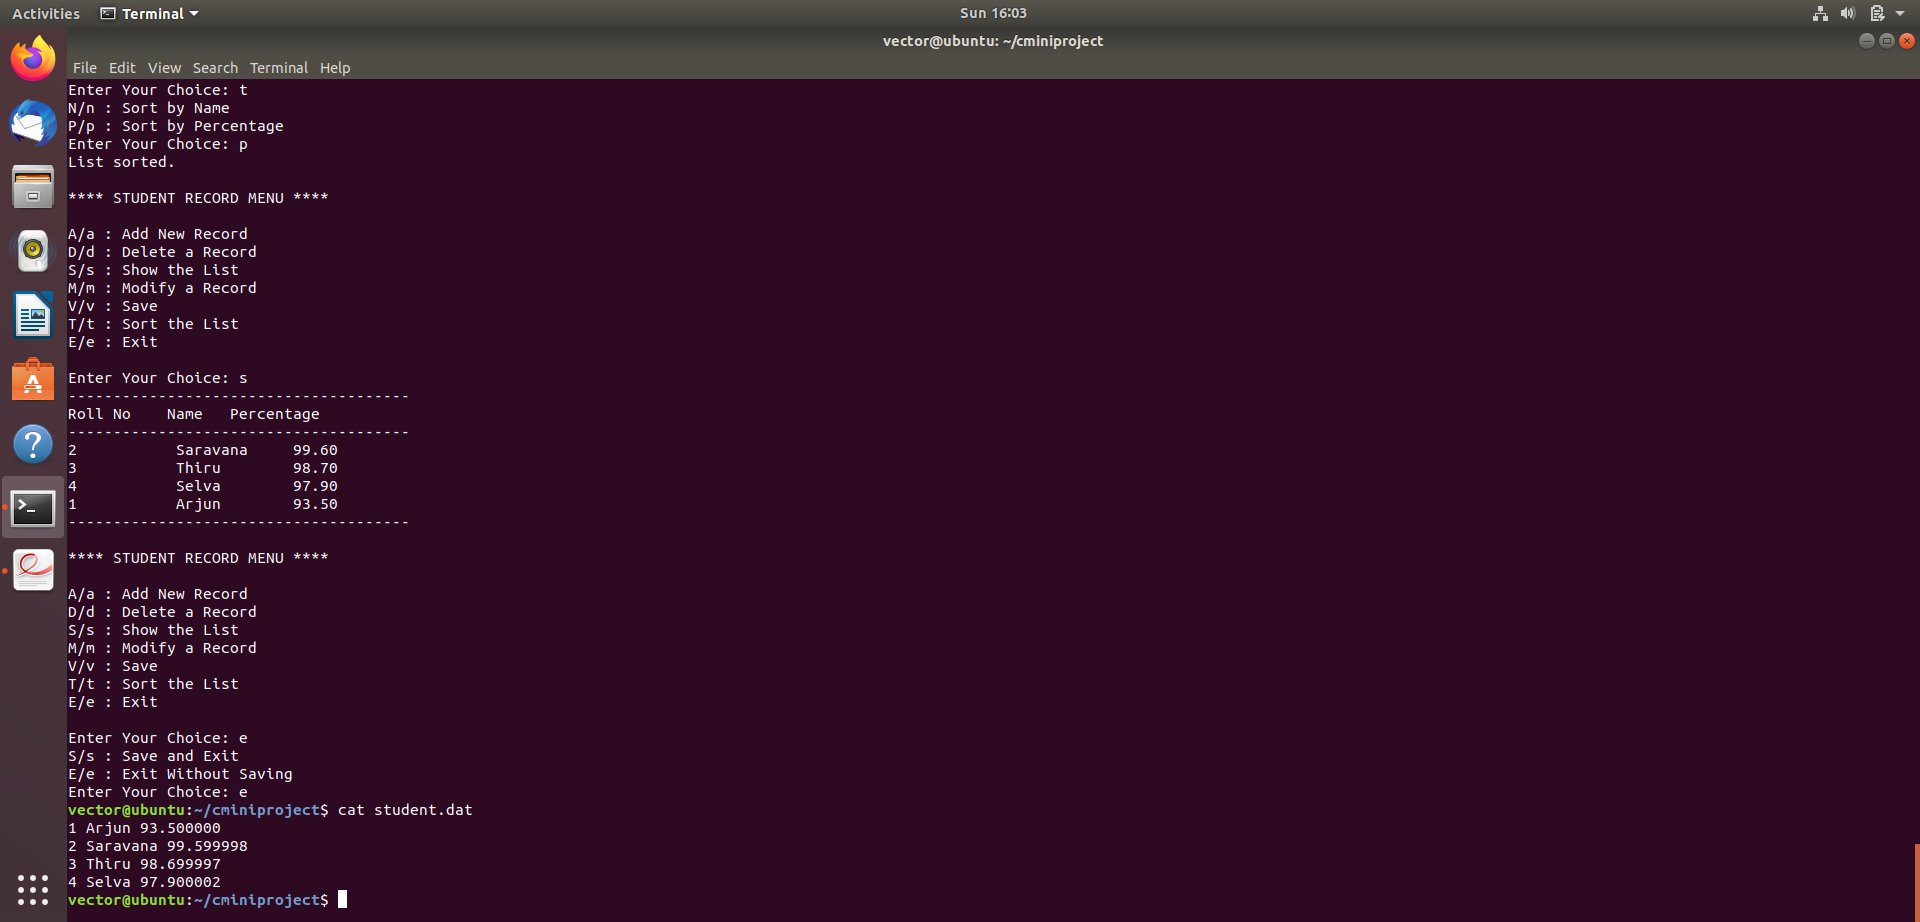 Activities Terminal Sun 16:03
vector@ubuntu: ~/cminiproject
File Edit View Search Terminal Help
Enter Your Choice: t
N/n : Sort by Name
P/p : Sort by Percentage
Enter Your Choice: p
List sorted.
**** STUDENT RECORD MENU ****
A/a : Add New Record
D/d : Delete a Record
S/s : Show the List
M/m : Modify a Record
V/v : Save
T/t : Sort the List
E/e : Exit
Enter Your Choice: s
--------------------------------------
Roll No    Name   Percentage
--------------------------------------
2           Saravana     99.60
3           Thiru        98.70
4           Selva        97.90
1           Arjun        93.50
--------------------------------------
**** STUDENT RECORD MENU ****
A/a : Add New Record
D/d : Delete a Record
S/s : Show the List
M/m : Modify a Record
V/v : Save
T/t : Sort the List
E/e : Exit
Enter Your Choice: e
S/s : Save and Exit
E/e : Exit Without Saving
Enter Your Choice: e
vector@ubuntu:~/cminiproject$ cat student.dat
1 Arjun 93.500000
2 Saravana 99.599998
3 Thiru 98.699997
4 Selva 97.900002
vector@ubuntu:~/cminiproject$